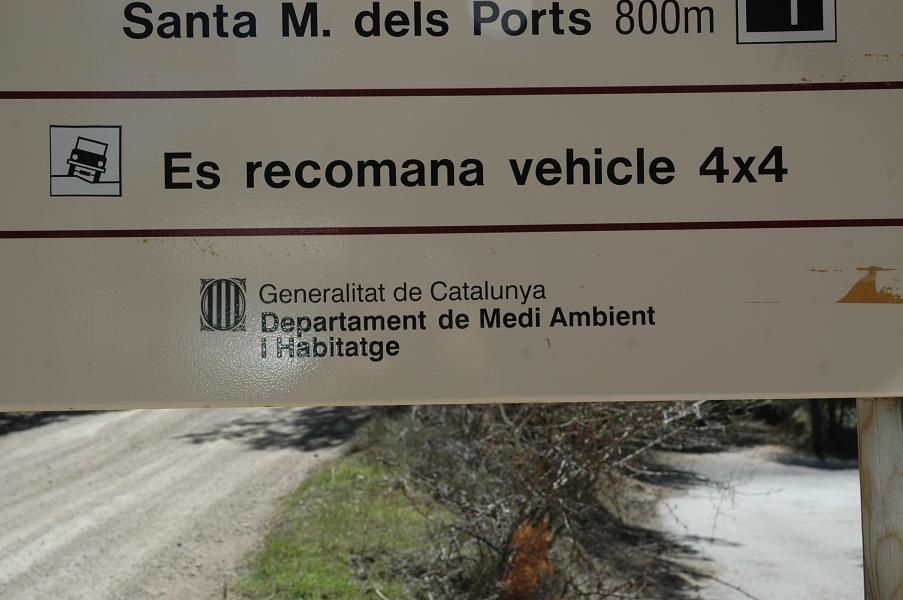 Santa M. dels Ports 800m
Es recomana vehicle 4x4
Generalitat de Catalunya
Departament de Medi Ambient
i Habitatge